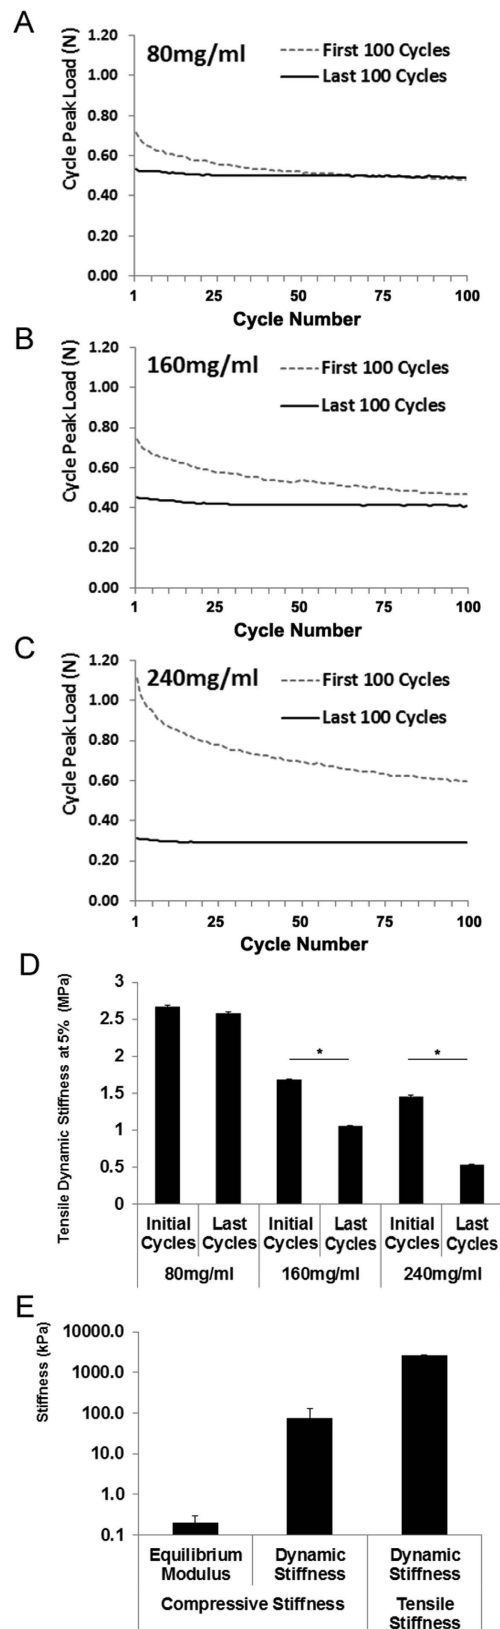 A
Cycle Peak Load (N)
1.20
1.00
0.80
0.60
0.40
0.20
0.00
80mg/ml
First 100 Cycles
Last 100 Cycles
1
25
50
75
100
Cycle Number
B
Cycle Peak Load (N)
1.20
1.00
0.80
0.60
0.40
0.20
0.00
160mg/ml
First 100 Cycles
Last 100 Cycles
1
25
50
75
100
Cycle Number
C
Cycle Peak Load (N)
1.20
1.00
0.80
0.60
0.40
0.20
0.00
240mg/ml
First 100 Cycles
Last 100 Cycles
1
25
50
75
100
Cycle Number
D
Tensile Dynamic Stiffness at 5% (MPa)
3
2.5
2
1.5
1
0.5
0
*
*
Initial Cycles
Last Cycles
Initial Cycles
Last Cycles
Initial Cycles
Last Cycles
80mg/ml
160mg/ml
240mg/ml
E
Stiffness (kPa)
10000.0
1000.0
100.0
10.0
1.0
0.1
Equilibrium Modulus
Dynamic Stiffness
Dynamic Stiffness
Compressive Stiffness
Tensile Stiffness